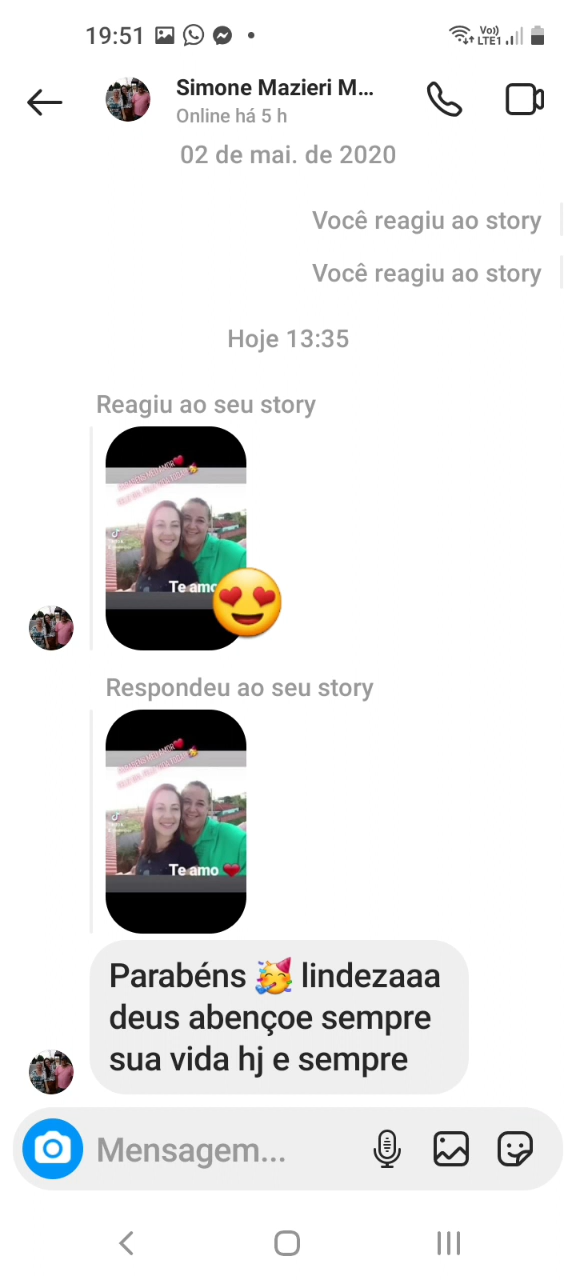 19:51
Vo))
LTE1
Simone Mazieri M...
Online há 5 h
02 de mai. de 2020
Você reagiu ao story
Você reagiu ao story
Hoje 13:35
Reagiu ao seu story
Te amo
Respondeu ao seu story
Te amo ❤️
Parabéns 🥳 lindezaaa
deus abençoe sempre
sua vida hj e sempre
Mensagem...